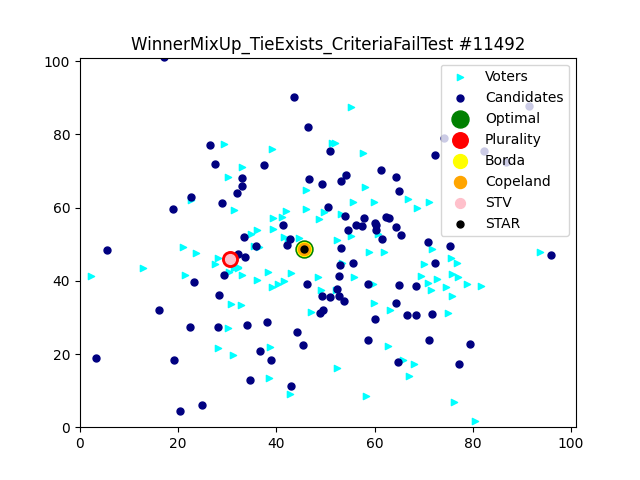 WinnerMixUp_TieExists_CriteriaFailTest #11492
100
80
60
40
20
0
0
20
40
60
80
100
Voters
Candidates
Optimal
Plurality
Borda
Copeland
STV
STAR